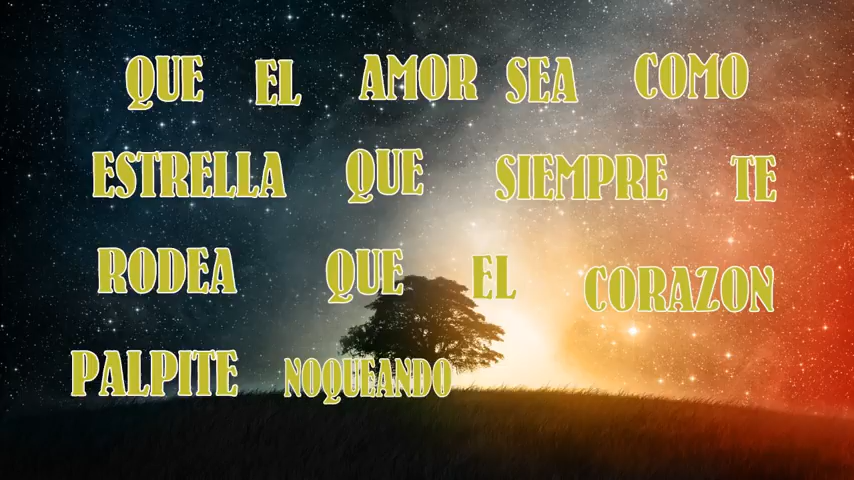 QUE EL AMOR SEA COMO
ESTRELLA QUE SIEMPRE TE
RODEA QUE EL CORAZON
PALPITE NOQUEANDO